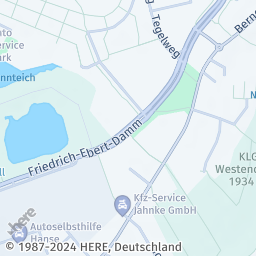 Tegelweg
Service
Friedrich-Ebert-Damm
KLG
Westend
1934
Kfz-Service
Jahnke GmbH
Autoselbsthilfe
Hanse
here
© 1987-2024 HERE, Deutschland